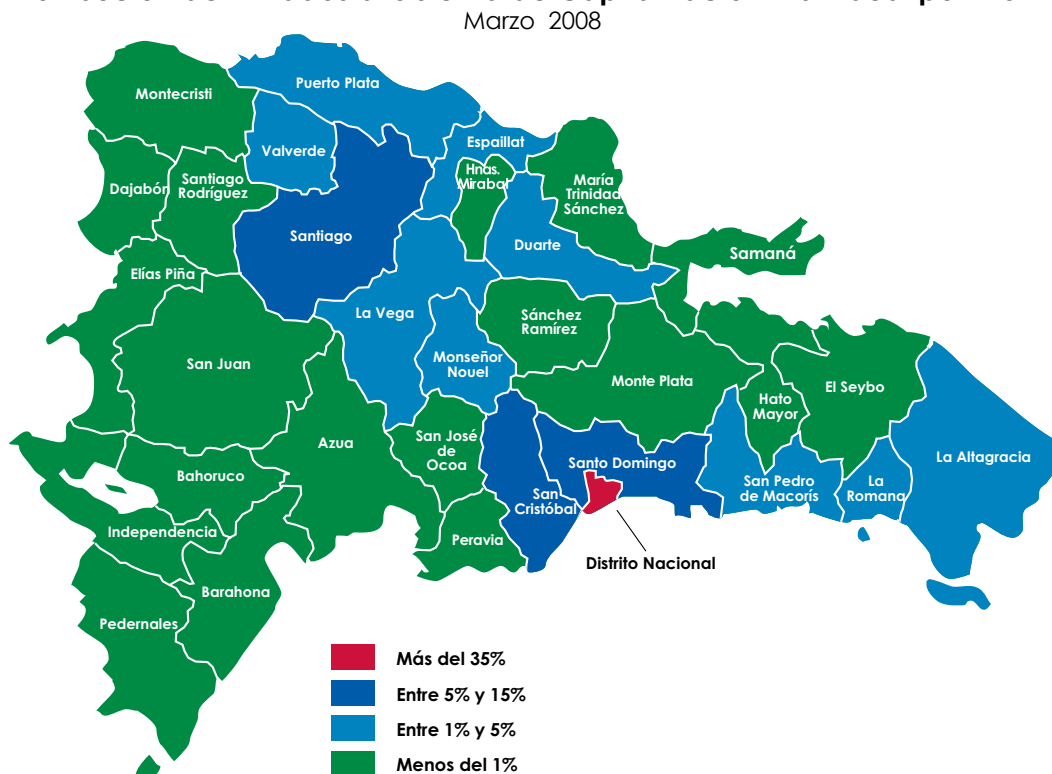 Marzo 2008
Puerto Plata
Montecristi
Espaillat
Valverde
Hnas.
Mirabal
María
Trinidad
Sánchez
Dajabón
Santiago
Rodríguez
Santiago
Duarte
Samaná
Elías Piña
La Vega
Sánchez
Ramírez
San Juan
Monseñor
Nouel
Monte Plata
El Seybo
Hato
Mayor
Azua
San José
de
Ocoa
La Altagracia
Santo Domingo
Bahoruco
San Pedro
de Macorís
La
Romana
San
Cristóbal
Independencia
Peravia
Distrito Nacional
Barahona
Pedernales
Más del 35%
Entre 5% y 15%
Entre 1% y 5%
Menos del 1%